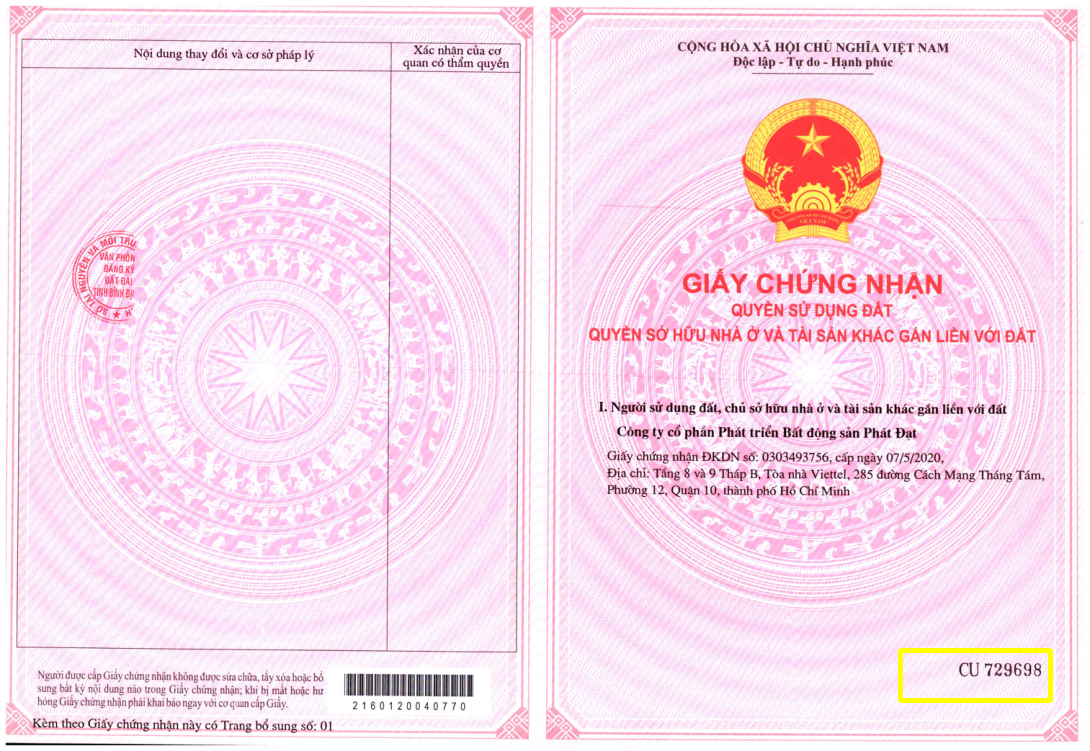 Nội dung thay đổi và cơ sở pháp lý
Xác nhận của cơ
quan có thẩm quyền
SỞ TÀI NGUYÊN VÀ MÔI TRƯ
VĂN PHÒN
ĐĂNG KÝ
ĐẤT ĐAI
TỈNH BÌNH ĐỊ
Người được cấp Giấy chứng nhận không được sửa chữa, tẩy xóa hoặc bổ
sung bất kỳ nội dung nào trong Giấy chứng nhận; khi bị mất hoặc hư
hỏng Giấy chứng nhận phải khai báo ngay với cơ quan cấp Giấy.
2160120040770
Kèm theo Giấy chứng nhận này có Trang bổ sung số: 01
CỘNG HÒA XÃ HỘI CHỦ NGHĨA VIỆT NAM
Độc lập - Tự do - Hạnh phúc
VIỆT NAM
GIẤY CHỨNG NHẬN
QUYỀN SỬ DỤNG ĐẤT
QUYỀN SỞ HỮU NHÀ Ở VÀ TÀI SẢN KHÁC GẮN LIỀN VỚI ĐẤT
I. Người sử dụng đất, chủ sở hữu nhà ở và tài sản khác gắn liền với đất
Công ty cổ phần Phát triển Bất động sản Phát Đạt
Giấy chứng nhận ĐKDN số: 0303493756, cấp ngày 07/5/2020,
Địa chỉ: Tầng 8 và 9 Tháp B, Tòa nhà Viettel, 285 đường Cách Mạng Tháng Tám,
Phường 12, Quận 10, thành phố Hồ Chí Minh
CU 729698